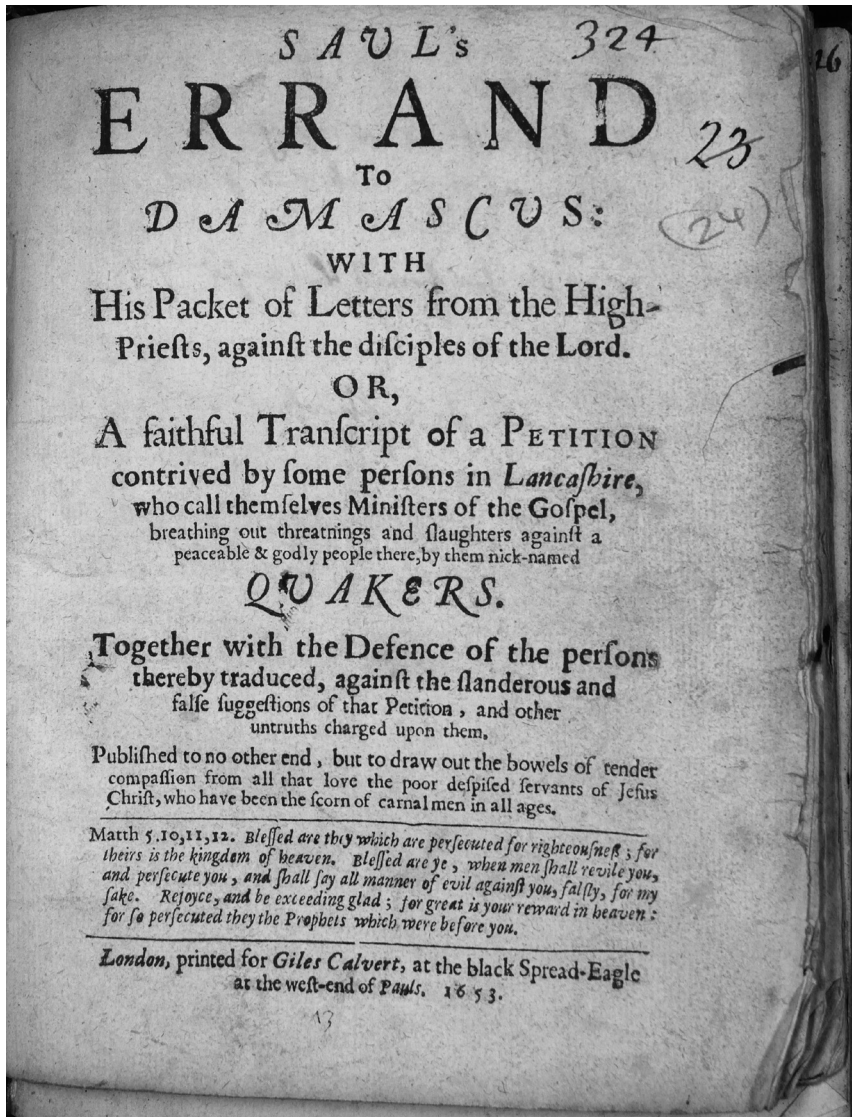 SAUL's 324
ERRAND
To
DAMASCUS:
WITH
His Packet of Letters from the High-
Prieſts, againſt the diſciples of the Lord.
OR,
A faithful Tranſcript of a PETITION
contrived by ſome perſons in Lancaſhire,
who call themſelves Miniſters of the Goſpel,
breathing out threatnings and ſlaughters againſt a
peaceable & godly people there, by them nick-named
QUAKERS.
Together with the Defence of the perſons
thereby traduced, againſt the ſlanderous and
falſe ſuggeſtions of that Petition, and other
untruths charged upon them.
Publiſhed to no other end, but to draw out the bowels of tender
compaſſion from all that love the poor deſpiſed ſervants of Jeſus
Chriſt, who have been the ſcorn of carnal men in all ages.
Matth 5.10,11,12. Bleſſed are they which are perſecuted for righteouſneſs; for
theirs is the kingdom of heaven. Bleſſed are ye, when men ſhall revile you,
and perſecute you, and ſhall ſay all manner of evil againſt you, falſly, for my
ſake. Rejoyce, and be exceeding glad; for great is your reward in heaven:
for ſo perſecuted they the Prophets which were before you.
London, printed for Giles Calvert, at the black Spread-Eagle
at the weſt-end of Pauls. 1653.
13
23
(24)
26